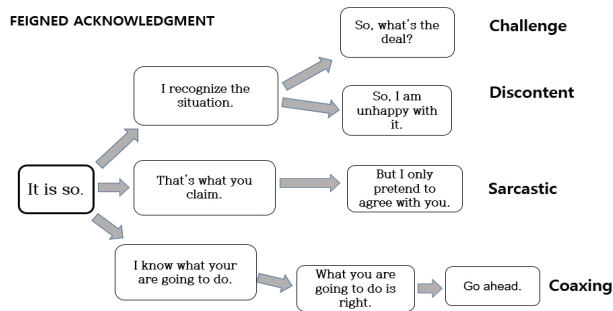 FEIGNED ACKNOWLEDGMENT
So, what's the
deal?
Challenge
I recognize the
situation.
So, I am
unhappy with
it.
Discontent
It is so.
That's what you
claim.
But I only
pretend to
agree with you.
Sarcastic
I know what your
are going to do.
What you are
going to do is
right.
Go ahead.
Coaxing